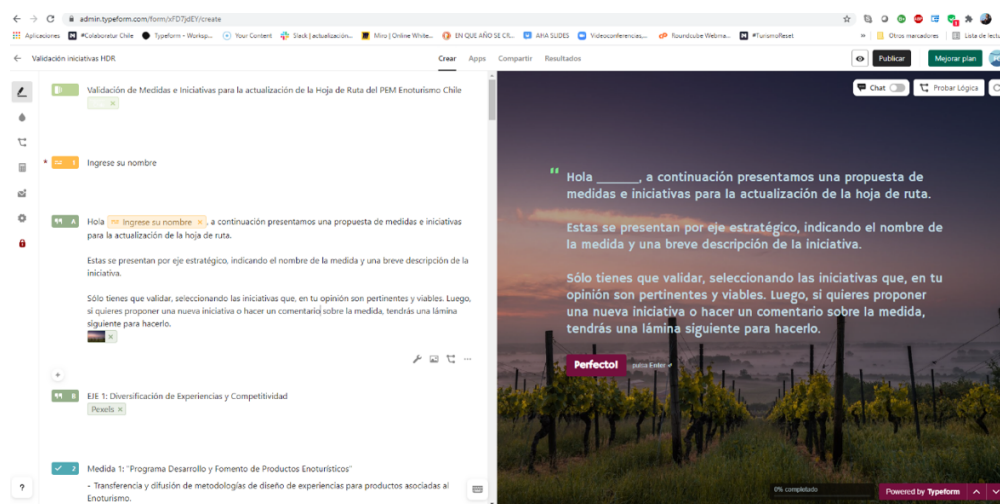 admin.typeform.com/form/xFD7jdEY/create
Aplicaciones #Colaboratur Chile Typeform - Worksp... Your Content Slack | actualización... Miro | Online White... EN QUE AÑO SE CR... AHA SLIDES Videoconferencias,... Roundcube Webma... #TurismoReset » Otros marcadores Lista de lectu
Validación iniciativas HDR Crear Apps Compartir Resultados Publicar Mejorar plan
Validación de Medidas e Iniciativas para la actualización de la Hoja de Ruta del PEM Enoturismo Chile
1 Ingrese su nombre
A Hola Ingrese su nombre × , a continuación presentamos una propuesta de medidas e iniciativas
para la actualización de la hoja de ruta.
Estas se presentan por eje estratégico, indicando el nombre de la medida y una breve descripción de la
iniciativa.
Sólo tienes que validar, seleccionando las iniciativas que, en tu opinión son pertinentes y viables. Luego,
si quieres proponer una nueva iniciativa o hacer un comentario sobre la medida, tendrás una lámina
siguiente para hacerlo.
B EJE 1: Diversificación de Experiencias y Competitividad
Pexels ×
2 Medida 1: "Programa Desarrollo y Fomento de Productos Enoturísticos"
- Transferencia y difusión de metodologías de diseño de experiencias para productos asociadas al
Enoturismo.
?
Chat Probar Lógica
“ Hola ______, a continuación presentamos una propuesta de
medidas e iniciativas para la actualización de la hoja de ruta.
Estas se presentan por eje estratégico, indicando el nombre de
la medida y una breve descripción de la iniciativa.
Sólo tienes que validar, seleccionando las iniciativas que, en tu
opinión son pertinentes y viables. Luego, si quieres proponer
una nueva iniciativa o hacer un comentario sobre la medida,
tendrás una lámina siguiente para hacerlo.
Perfecto! pulsa Enter
0% completado Powered by Typeform